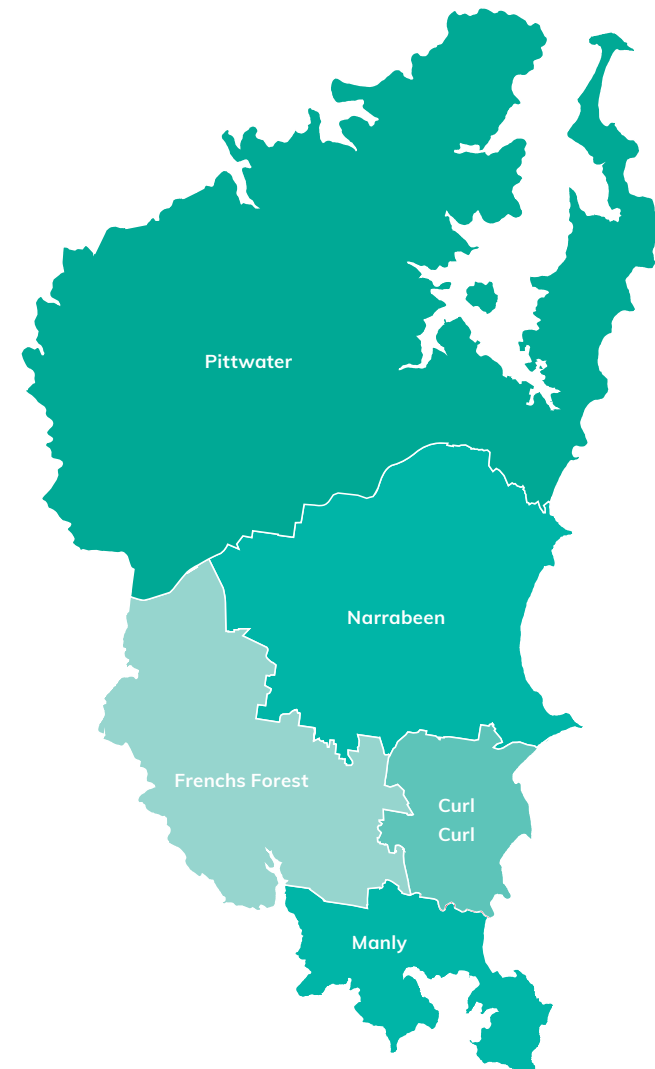 Pittwater
Narrabeen
Frenchs Forest
Curl
Curl
Manly